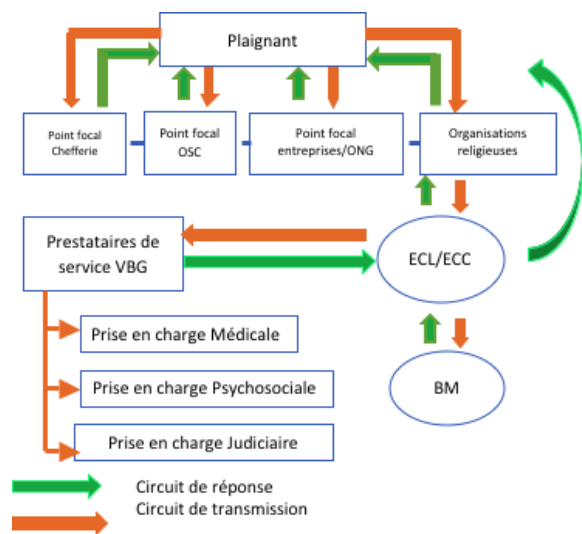 Plaignant
Point focal
Chefferie
Point focal
OSC
Point focal
entreprises/ONG
Organisations
religieuses
Prestataires de
service VBG
ECL/ECC
Prise en charge Médicale
Prise en charge Psychosociale
BM
Prise en charge Judiciaire
Circuit de réponse
Circuit de transmission